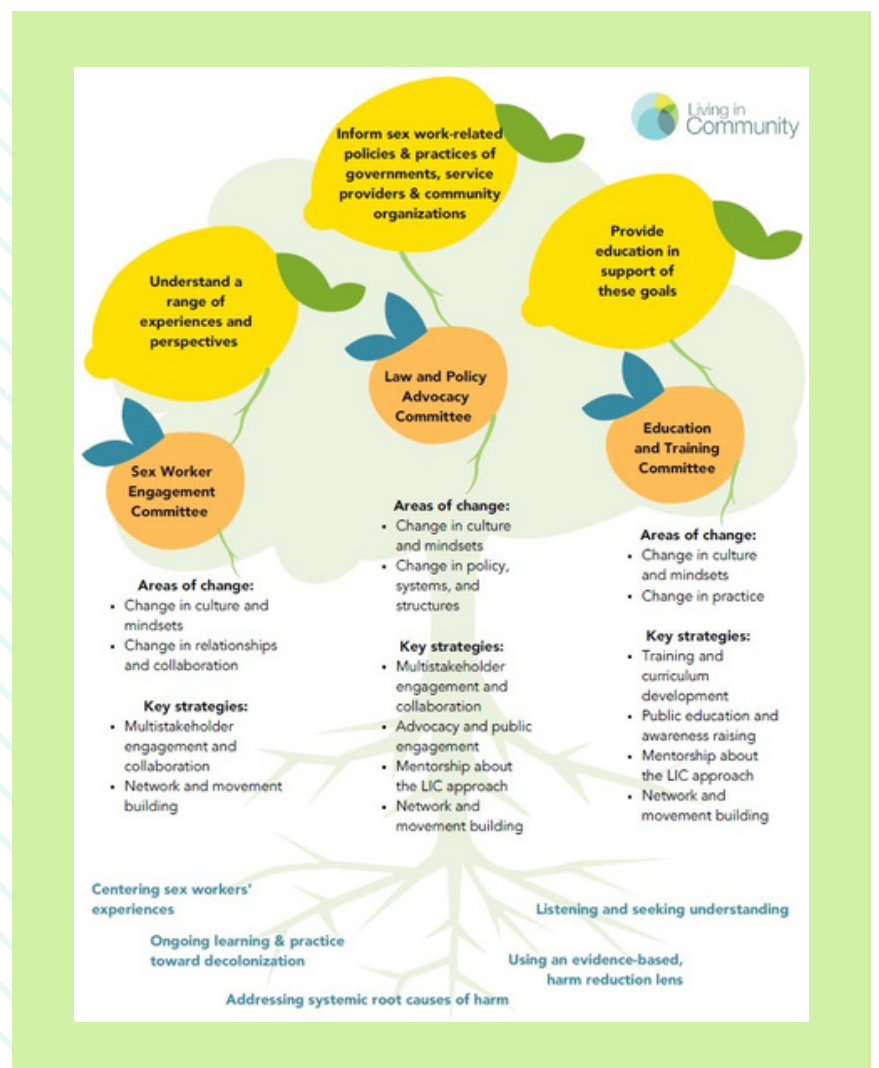 Living in
Community
Inform sex work-related
policies & practices of
governments, service
providers & community
organizations
Provide
education in
support of
these goals
Understand a
range of
experiences and
perspectives
Law and Policy
Advocacy
Committee
Education
and Training
Committee
Sex Worker
Engagement
Committee
Areas of change:
• Change in culture and
mindsets
• Change in relationships
and collaboration
Key strategies:
• Multistakeholder
engagement and
collaboration
• Network and movement
building
Areas of change:
• Change in culture
and mindsets
• Change in policy,
systems, and
structures
Key strategies:
• Multistakeholder
engagement and
collaboration
• Advocacy and public
engagement
• Mentorship about
the LIC approach
• Network and
movement building
Areas of change:
• Change in culture
and mindsets
• Change in practice
Key strategies:
• Training and
curriculum
development
• Public education and
awareness raising
• Mentorship about
the LIC approach
• Network and
movement building
Centering sex workers'
experiences
Listening and seeking understanding
Ongoing learning & practice
toward decolonization
Using an evidence-based,
harm reduction lens
Addressing systemic root causes of harm